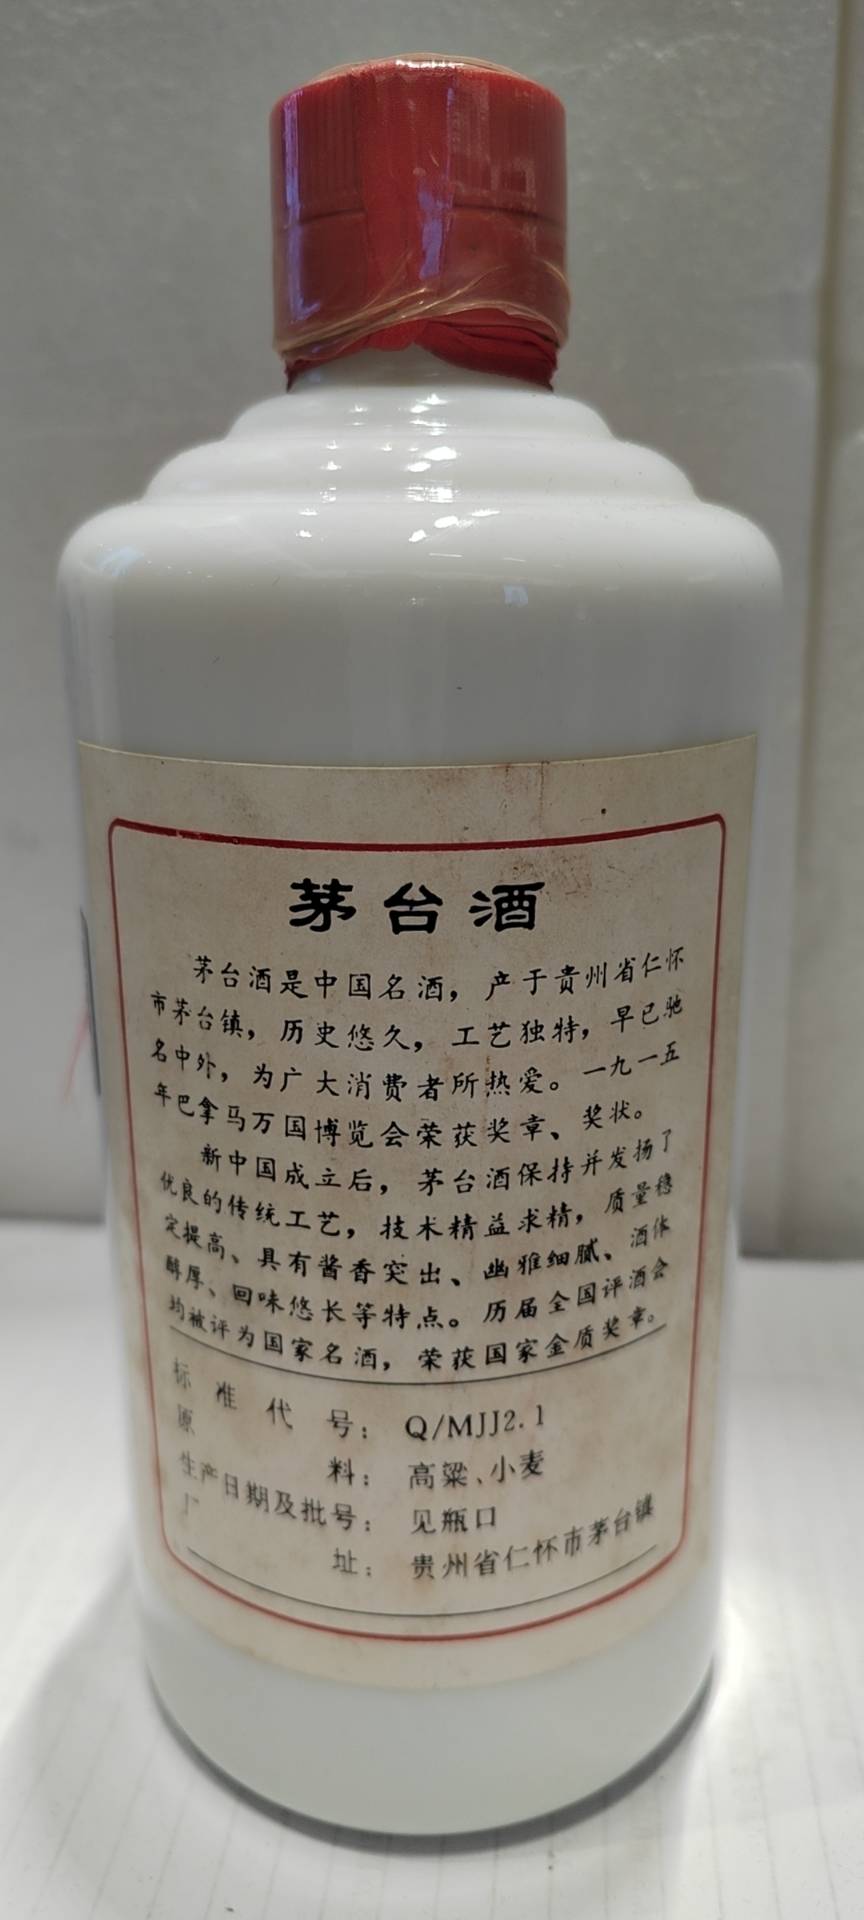 茅台酒
茅台酒是中国名酒，产于贵州省仁怀
市茅台镇，历史悠久，工艺独特，早已驰
名中外，为广大消费者所热爱。一九一五
年巴拿马万国博览会荣获奖章、奖状。
新中国成立后，茅台酒保持并发扬了
优良的传统工艺，技术精益求精，质量稳
定提高、具有酱香突出、幽雅细腻、酒体
醇厚、回味悠长等特点。历届全国评酒会
均被评为国家名酒，荣获国家金质奖章。
标准代号：Q/MJJ2.1
原料：高粱、小麦
生产日期及批号：见瓶口
厂址：贵州省仁怀市茅台镇